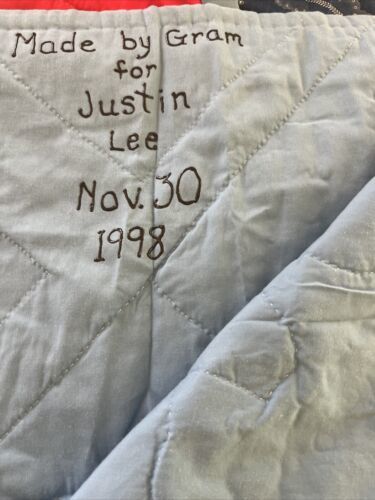 Made by Gram
for
Justin
Lee
Nov. 30
1998